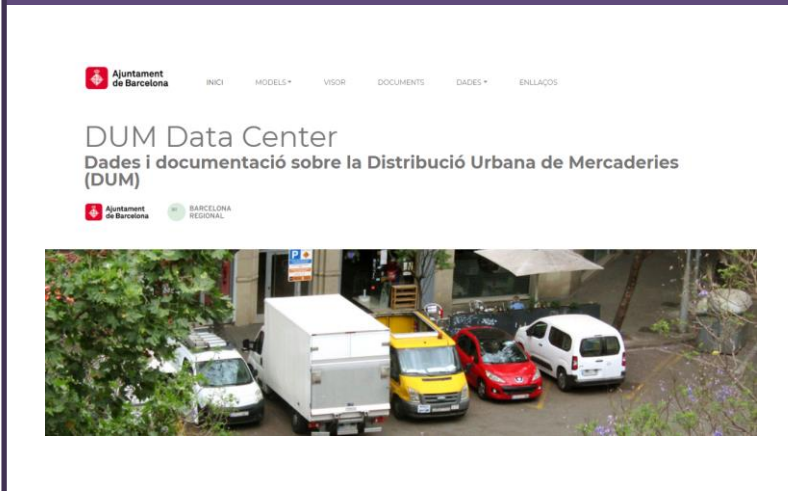 Ajuntament
de Barcelona
INICI MODELS VISOR DOCUMENTS DADES ENLLAÇOS
DUM Data Center
Dades i documentació sobre la Distribució Urbana de Mercaderies
(DUM)
Ajuntament
de Barcelona
BR BARCELONA
REGIONAL
P